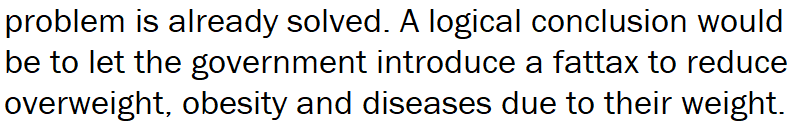 problem is already solved. A logical conclusion would
be to let the government introduce a fattax to reduce
overweight, obesity and diseases due to their weight.